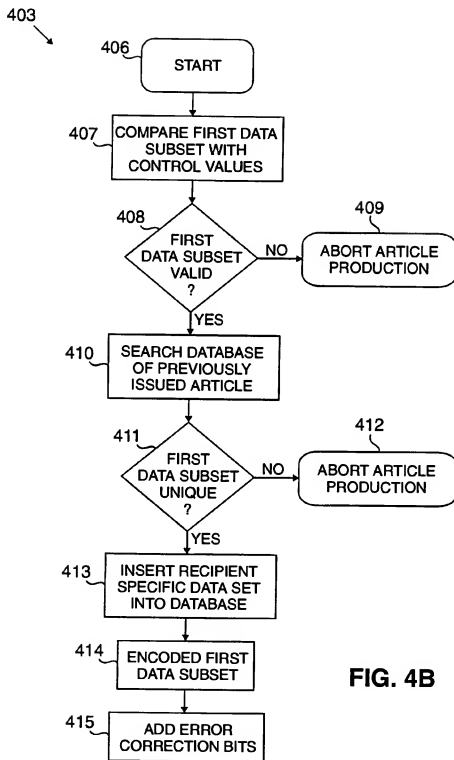 403
406
START
407
COMPARE FIRST DATA
SUBSET WITH
CONTROL VALUES
408
FIRST
DATA SUBSET
VALID
?
NO
409
ABORT ARTICLE
PRODUCTION
YES
410
SEARCH DATABASE
OF PREVIOUSLY
ISSUED ARTICLE
411
FIRST
DATA SUBSET
UNIQUE
?
NO
412
ABORT ARTICLE
PRODUCTION
YES
413
INSERT RECIPIENT
SPECIFIC DATA SET
INTO DATABASE
414
ENCODED FIRST
DATA SUBSET
FIG. 4B
415
ADD ERROR
CORRECTION BITS